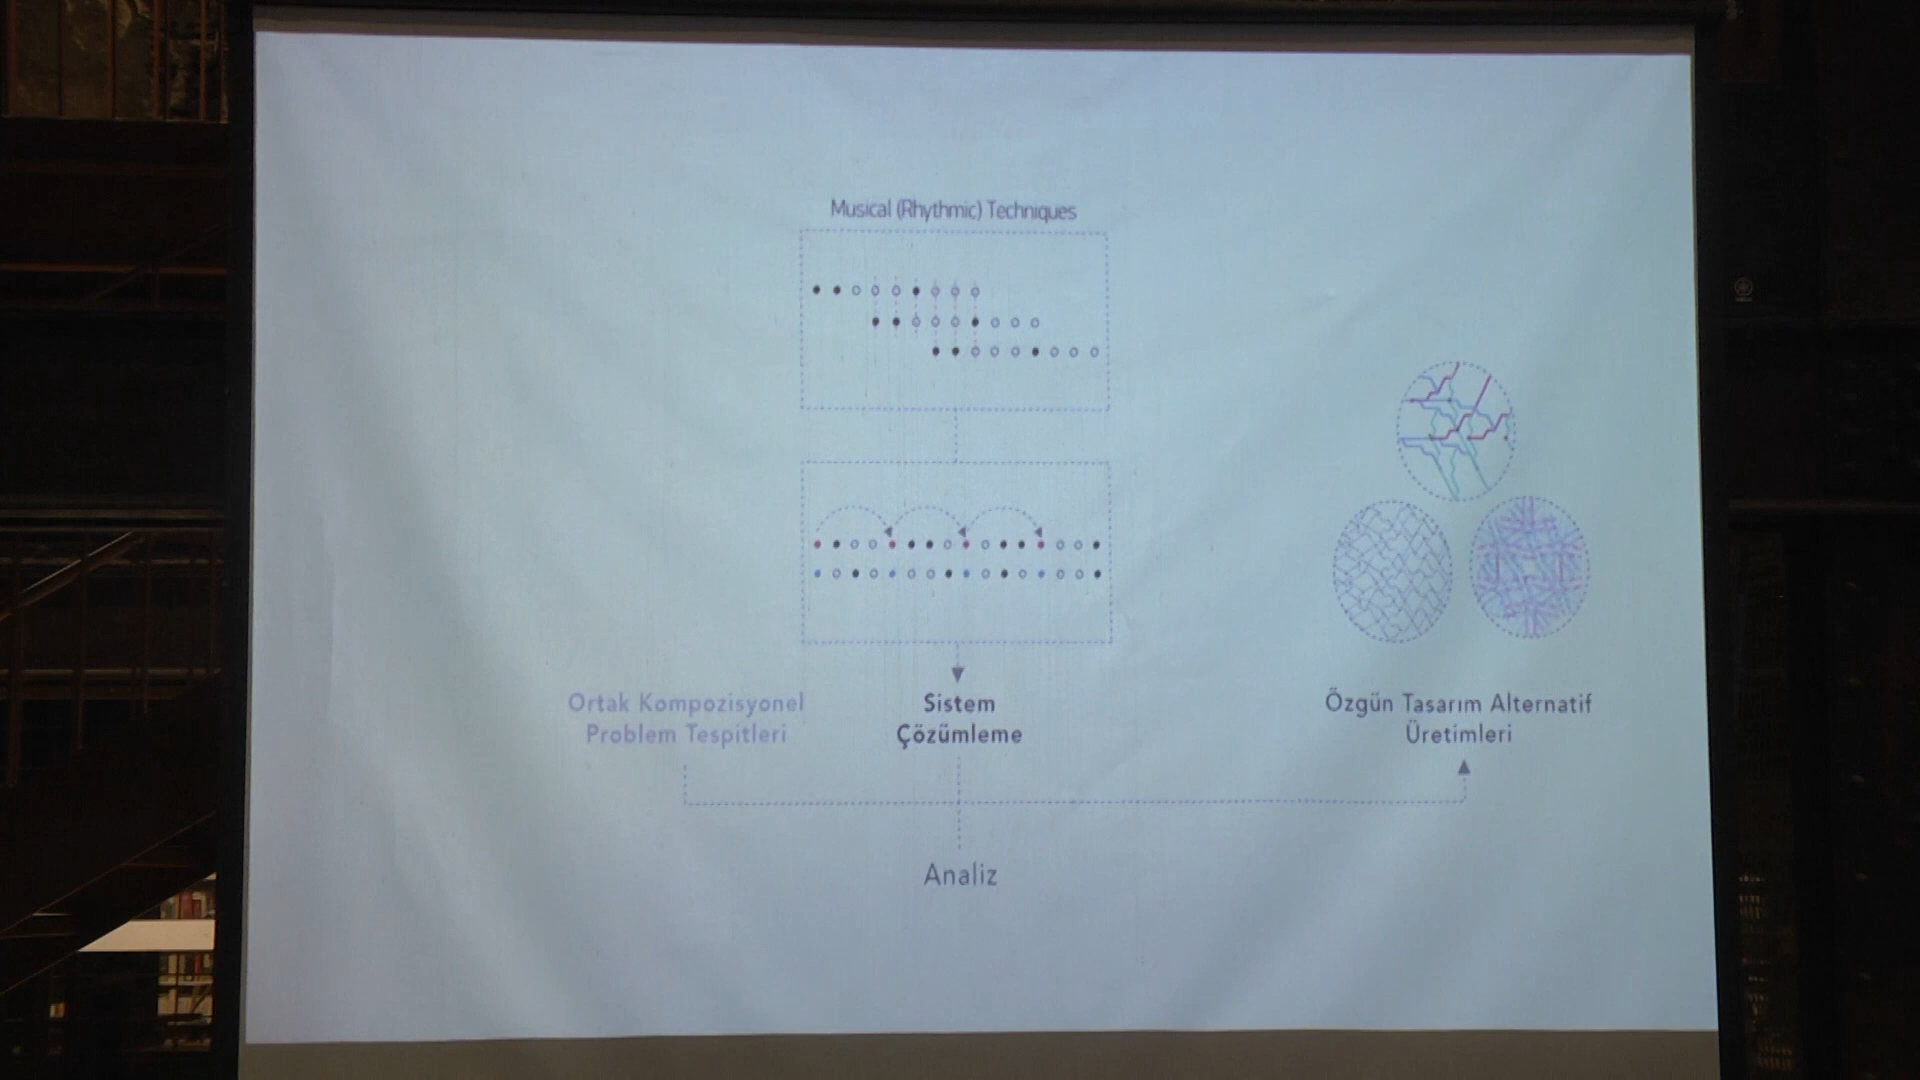 Musical (Rhythmic) Techniques
Ortak Kompozisyonel
Problem Tespitleri
Sistem
Çözümleme
Özgün Tasarım Alternatif
Üretimleri
Analiz